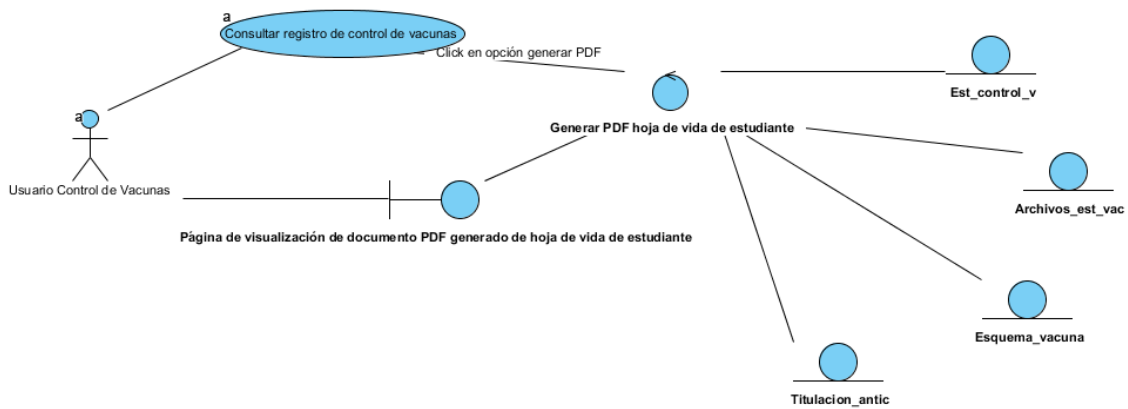 a
Consultar registro de control de vacunas
Click en opción generar PDF
Est_control_v
a
Generar PDF hoja de vida de estudiante
Usuario Control de Vacunas
Archivos_est_vac
Página de visualización de documento PDF generado de hoja de vida de estudiante
Esquema_vacuna
Titulacion_antic